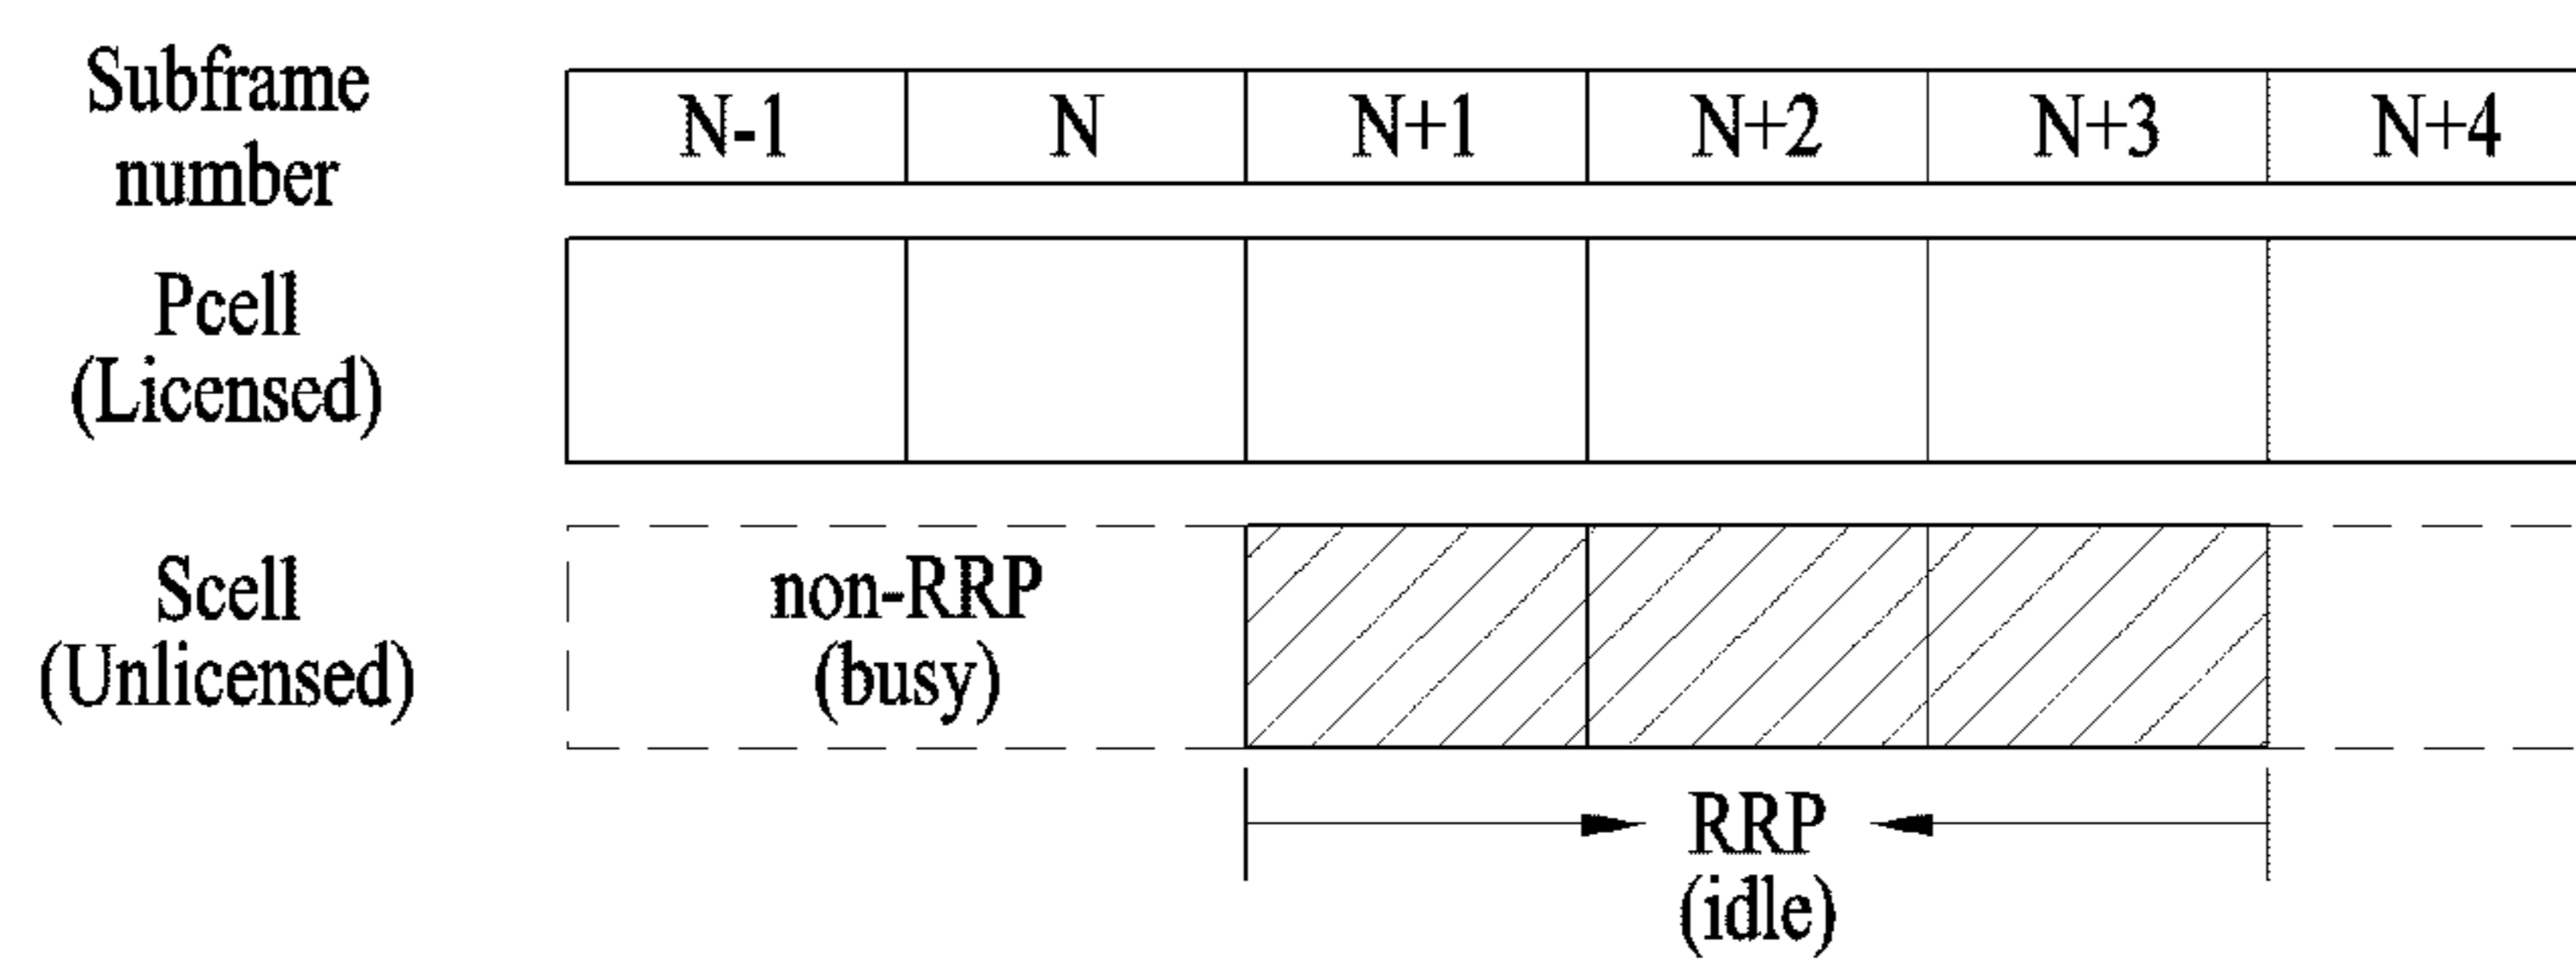 Subframe
number
N-1 N N+1 N+2 N+3 N+4
Pcell
(Licensed)
Scell
(Unlicensed)
non-RRP
(busy)
RRP
(idle)